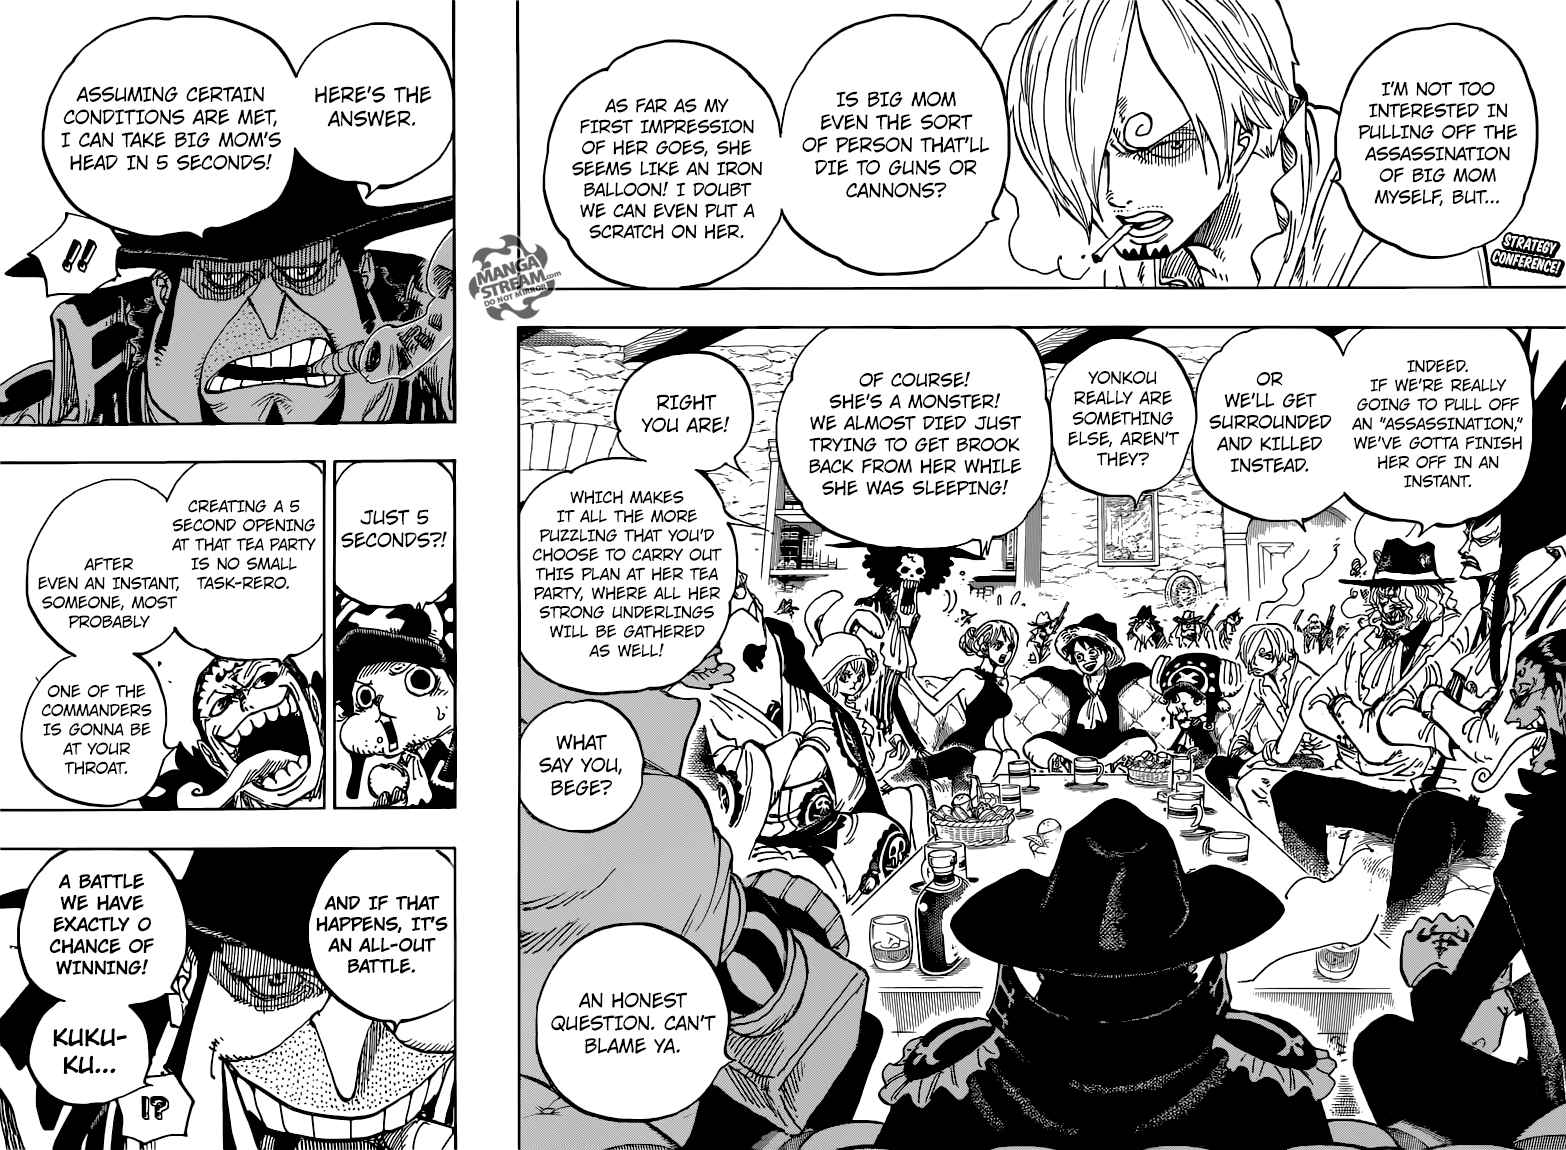 I'M NOT TOO
INTERESTED IN
PULLING OFF THE
ASSASSINATION
OF BIG MOM
MYSELF, BUT...
STRATEGY
CONFERENCE!
IS BIG MOM
EVEN THE SORT
OF PERSON THAT'LL
DIE TO GUNS OR
CANNONS?
AS FAR AS MY
FIRST IMPRESSION
OF HER GOES, SHE
SEEMS LIKE AN IRON
BALLOON! I DOUBT
WE CAN EVEN PUT A
SCRATCH ON HER.
INDEED.
IF WE'RE REALLY
GOING TO PULL OFF
AN "ASSASSINATION,"
WE'VE GOTTA FINISH
HER OFF IN AN
INSTANT.
OR
WE'LL GET
SURROUNDED
AND KILLED
INSTEAD.
YONKOU
REALLY ARE
SOMETHING
ELSE, AREN'T
THEY?
OF COURSE!
SHE'S A MONSTER!
WE ALMOST DIED JUST
TRYING TO GET BROOK
BACK FROM HER WHILE
SHE WAS SLEEPING!
RIGHT
YOU ARE!
WHICH MAKES
IT ALL THE MORE
PUZZLING THAT YOU'D
CHOOSE TO CARRY OUT
THIS PLAN AT HER TEA
PARTY, WHERE ALL HER
STRONG UNDERLINGS
WILL BE GATHERED
AS WELL!
WHAT
SAY YOU,
BEGE?
AN HONEST
QUESTION. CAN'T
BLAME YA.
MANGA
STREAM.com
DO NOT MIRROR
HERE'S THE
ANSWER.
ASSUMING CERTAIN
CONDITIONS ARE MET,
I CAN TAKE BIG MOM'S
HEAD IN 5 SECONDS!
!!
JUST 5
SECONDS?!
CREATING A 5
SECOND OPENING
AT THAT TEA PARTY
IS NO SMALL
TASK-RERO.
AFTER
EVEN AN INSTANT,
SOMEONE, MOST
PROBABLY
ONE OF THE
COMMANDERS
IS GONNA BE
AT YOUR
THROAT.
AND IF THAT
HAPPENS, IT'S
AN ALL-OUT
BATTLE.
A BATTLE
WE HAVE
EXACTLY 0
CHANCE OF
WINNING!
KUKU-
KU...
!?